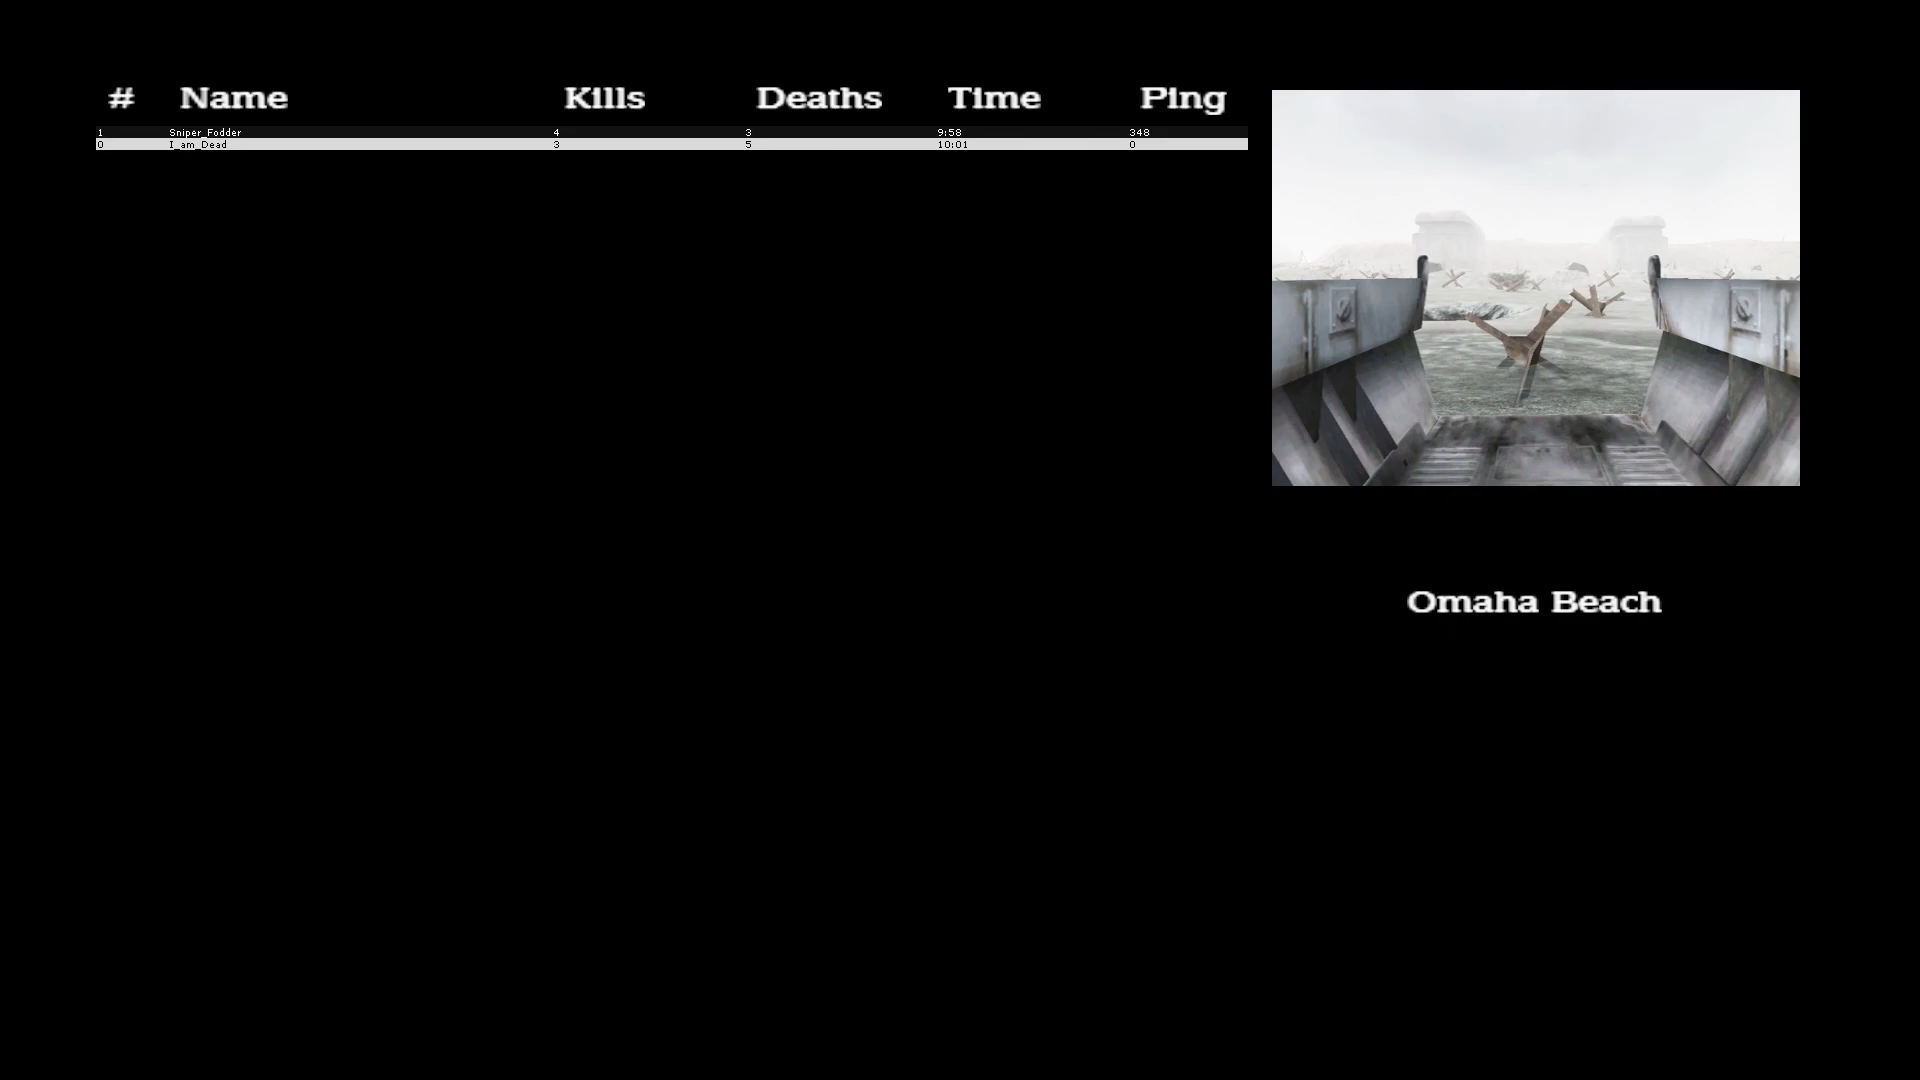 # Name Kills Deaths Time Ping
1 Sniper_Fodder 4 3 9:58 348
0 I_am_Dead 3 5 10:01 0
Omaha Beach